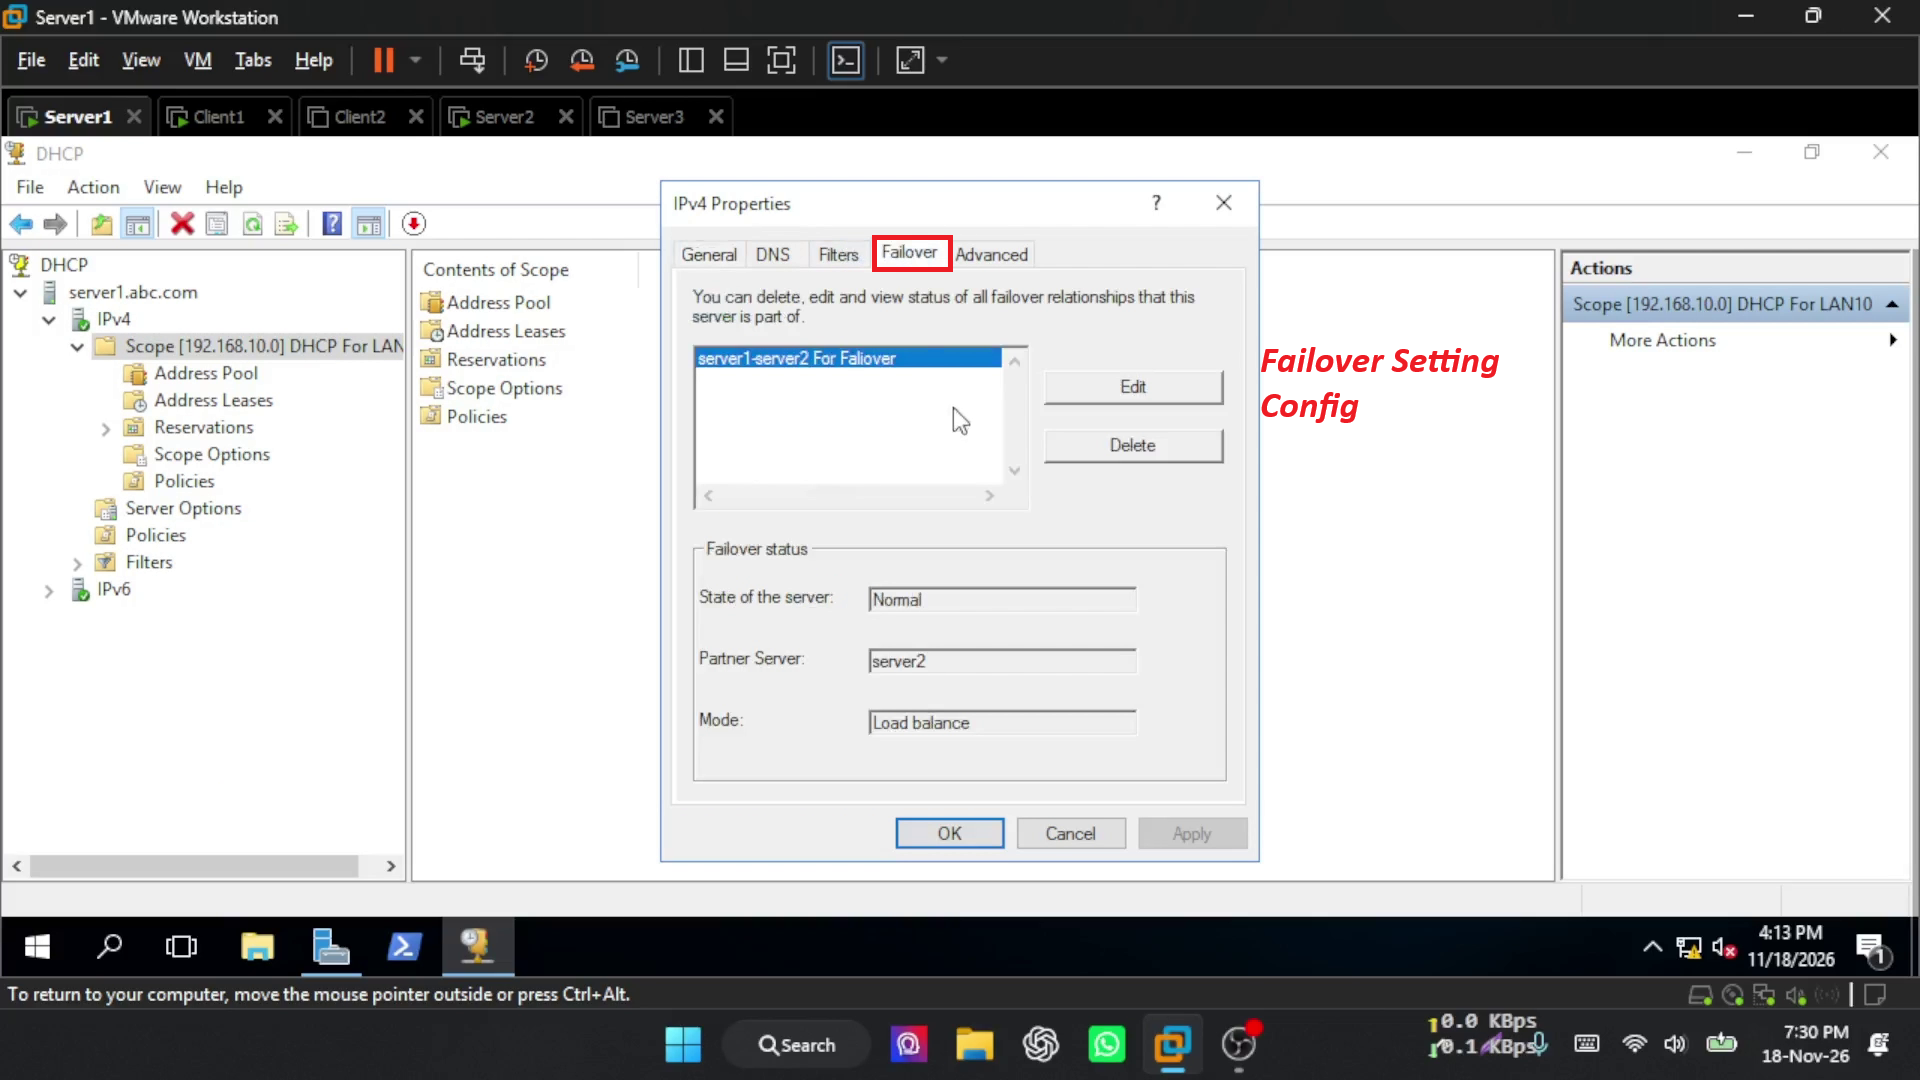 Server1 - VMware Workstation
File Edit View VM Tabs Help
Server1 Client1 Client2 Server2 Server3
DHCP
File Action View Help
DHCP
server1.abc.com
IPv4
Scope [192.168.10.0] DHCP For LAN
Address Pool
Address Leases
Reservations
Scope Options
Policies
Server Options
Policies
Filters
IPv6
Contents of Scope
Address Pool
Address Leases
Reservations
Scope Options
Policies
IPv4 Properties
General DNS Filters Failover Advanced
You can delete, edit and view status of all failover relationships that this
server is part of.
server1-server2 For Faliover
Edit
Delete
Failover status
State of the server: Normal
Partner Server: server2
Mode: Load balance
OK Cancel Apply
Failover Setting
Config
Actions
Scope [192.168.10.0] DHCP For LAN10
More Actions
4:13 PM
11/18/2026
1
To return to your computer, move the mouse pointer outside or press Ctrl+Alt.
Search
0.0 KBps
0.1 KBps
7:30 PM
18-Nov-26